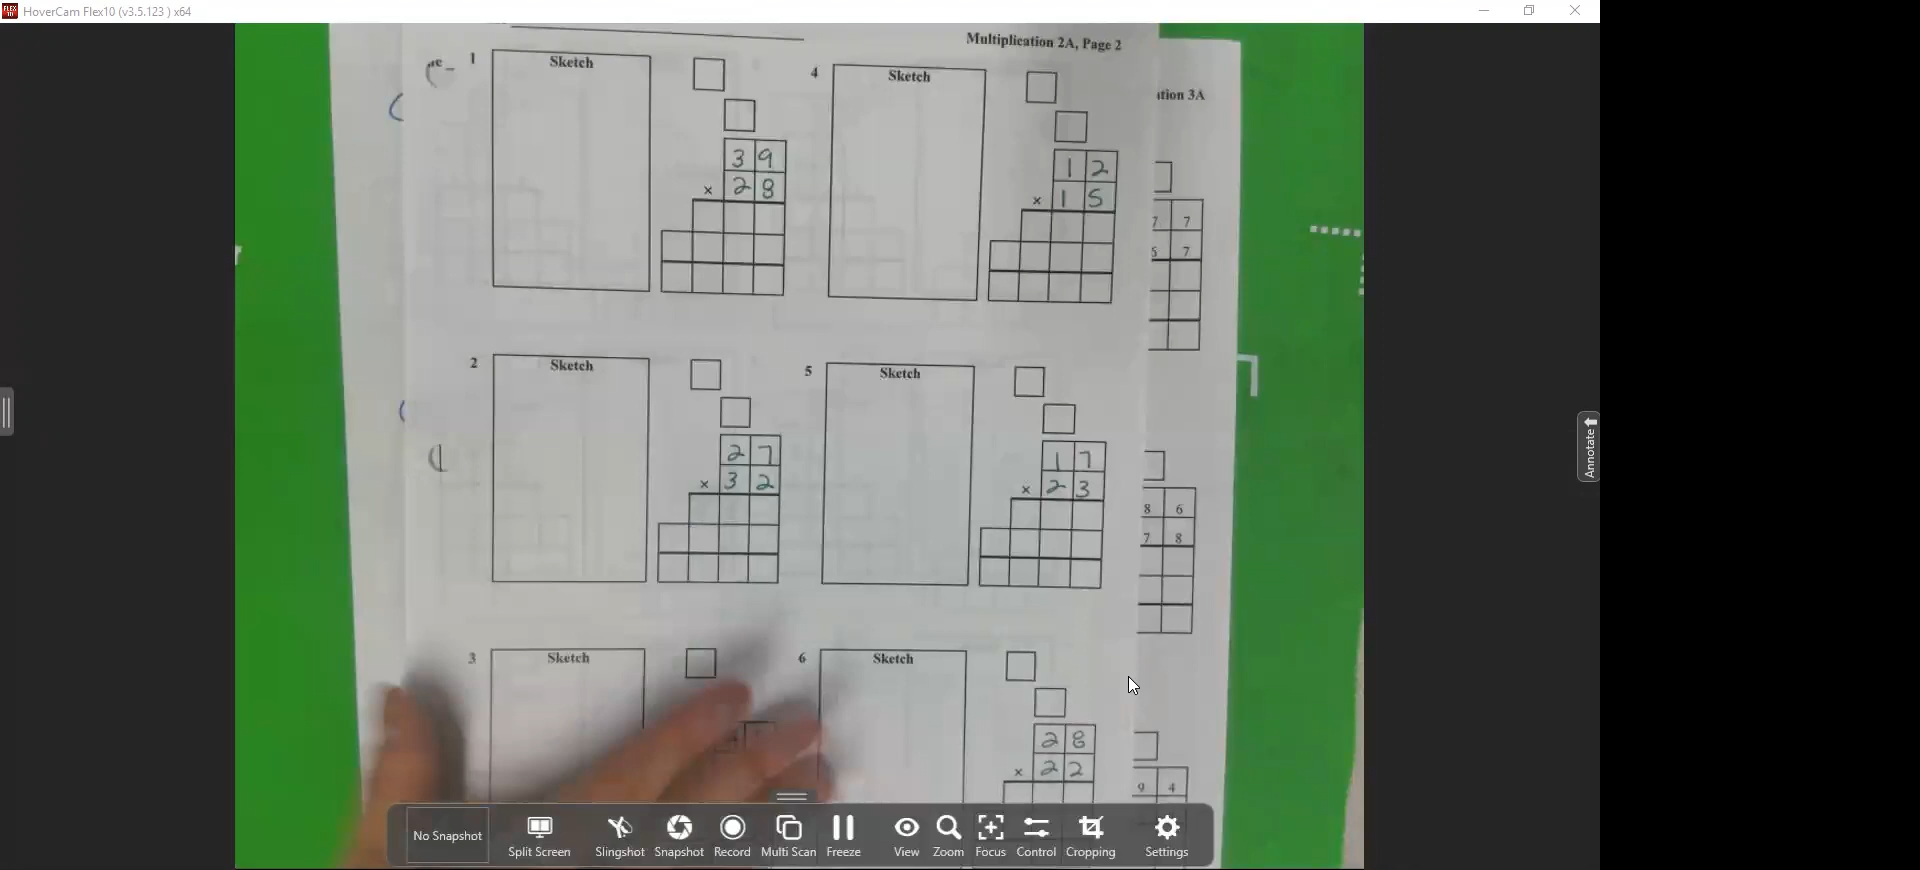 HoverCam Flex10 (v3.5.123 ) x64
Multiplication 2A, Page 2
1 Sketch
3 9
× 2 8
4 Sketch
1 2
× 1 5
2 Sketch
2 7
× 3 2
5 Sketch
1 7
× 2 3
3 Sketch
6 Sketch
2 8
× 2 2
tion 3A
7 7
7
8 6
7 8
9 4
Annotate
No Snapshot
Split Screen
Slingshot
Snapshot
Record
Multi Scan
Freeze
View
Zoom
Focus
Control
Cropping
Settings